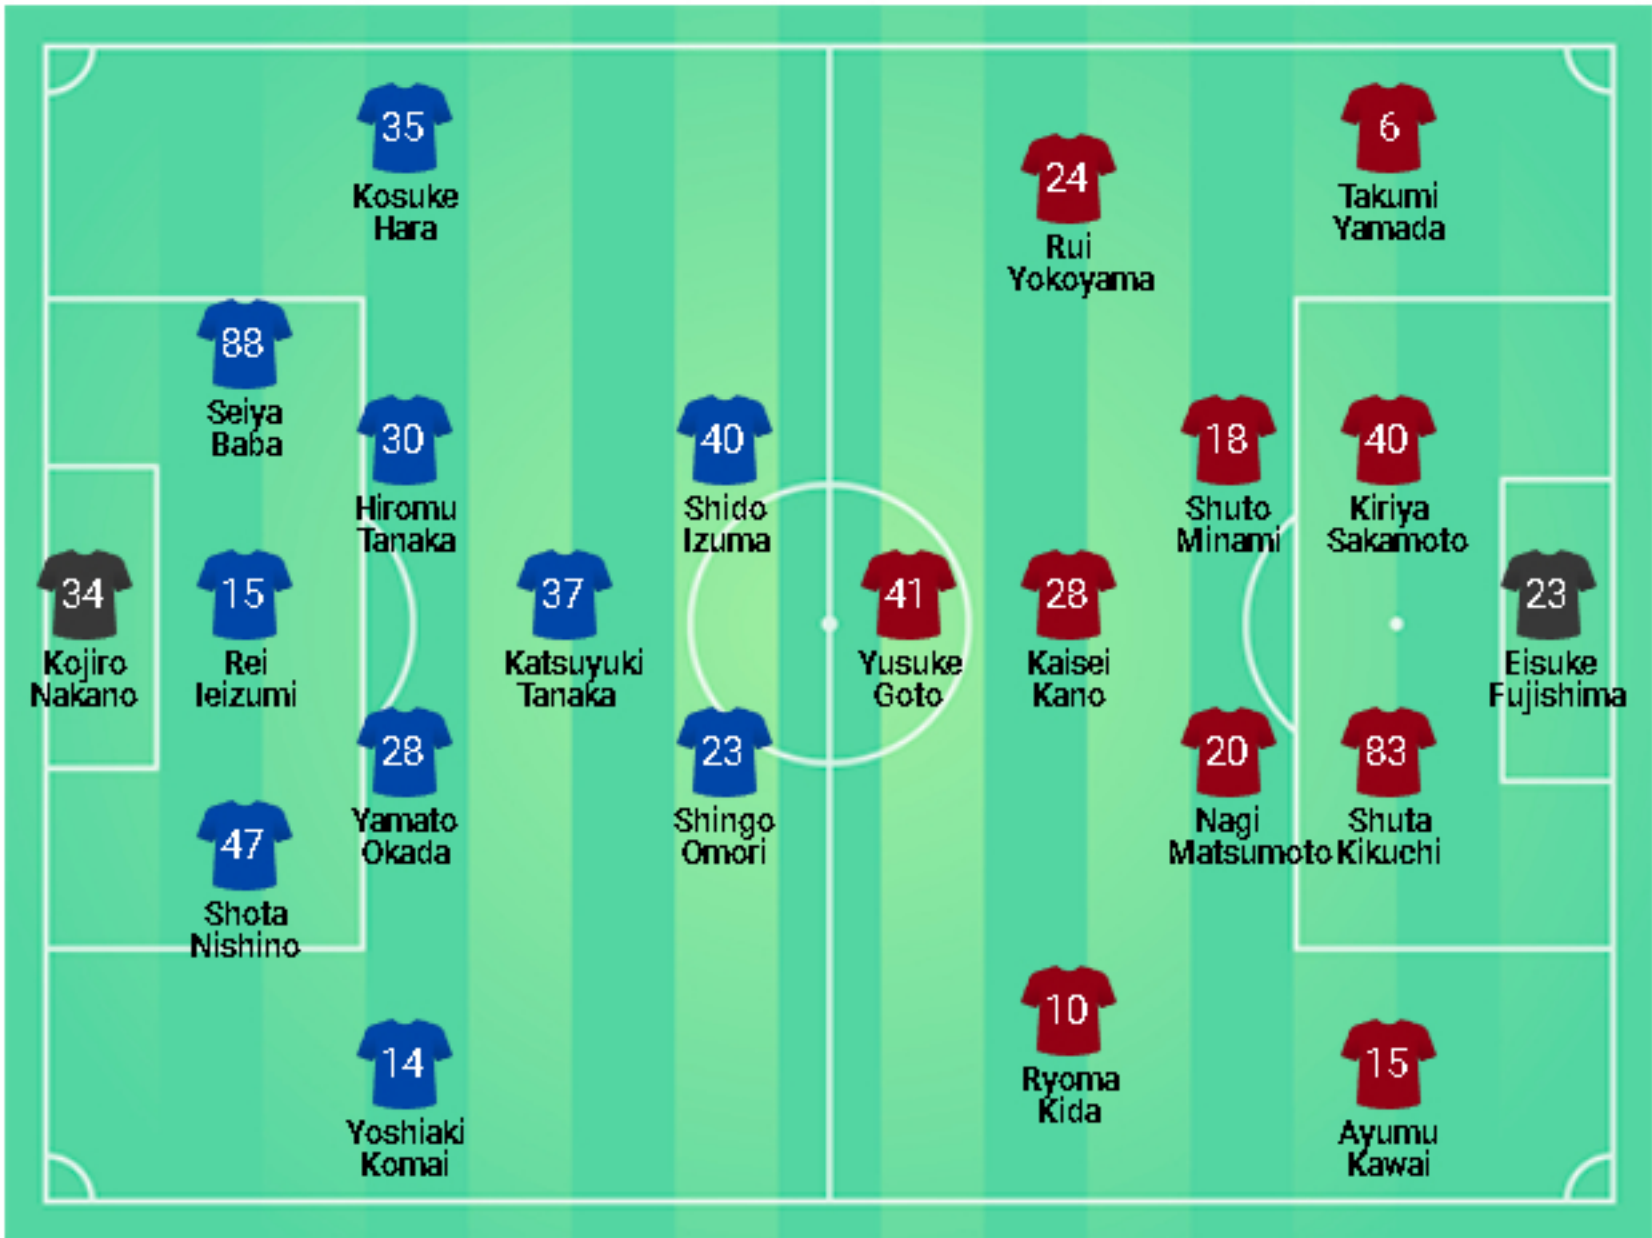 35
Kosuke
Hara
88
Seiya
Baba
30
Hiromu
Tanaka
34
Kojiro
Nakano
15
Rei
Ieizumi
37
Katsuyuki
Tanaka
40
Shido
Izuma
28
Yamato
Okada
23
Shingo
Omori
47
Shota
Nishino
14
Yoshiaki
Komai
24
Rui
Yokoyama
6
Takumi
Yamada
18
Shuto
Minami
40
Kiriya
Sakamoto
41
Yusuke
Goto
28
Kaisei
Kano
23
Eisuke
Fujishima
20
Nagi
Matsumoto
83
Shuta
Kikuchi
10
Ryoma
Kida
15
Ayumu
Kawai